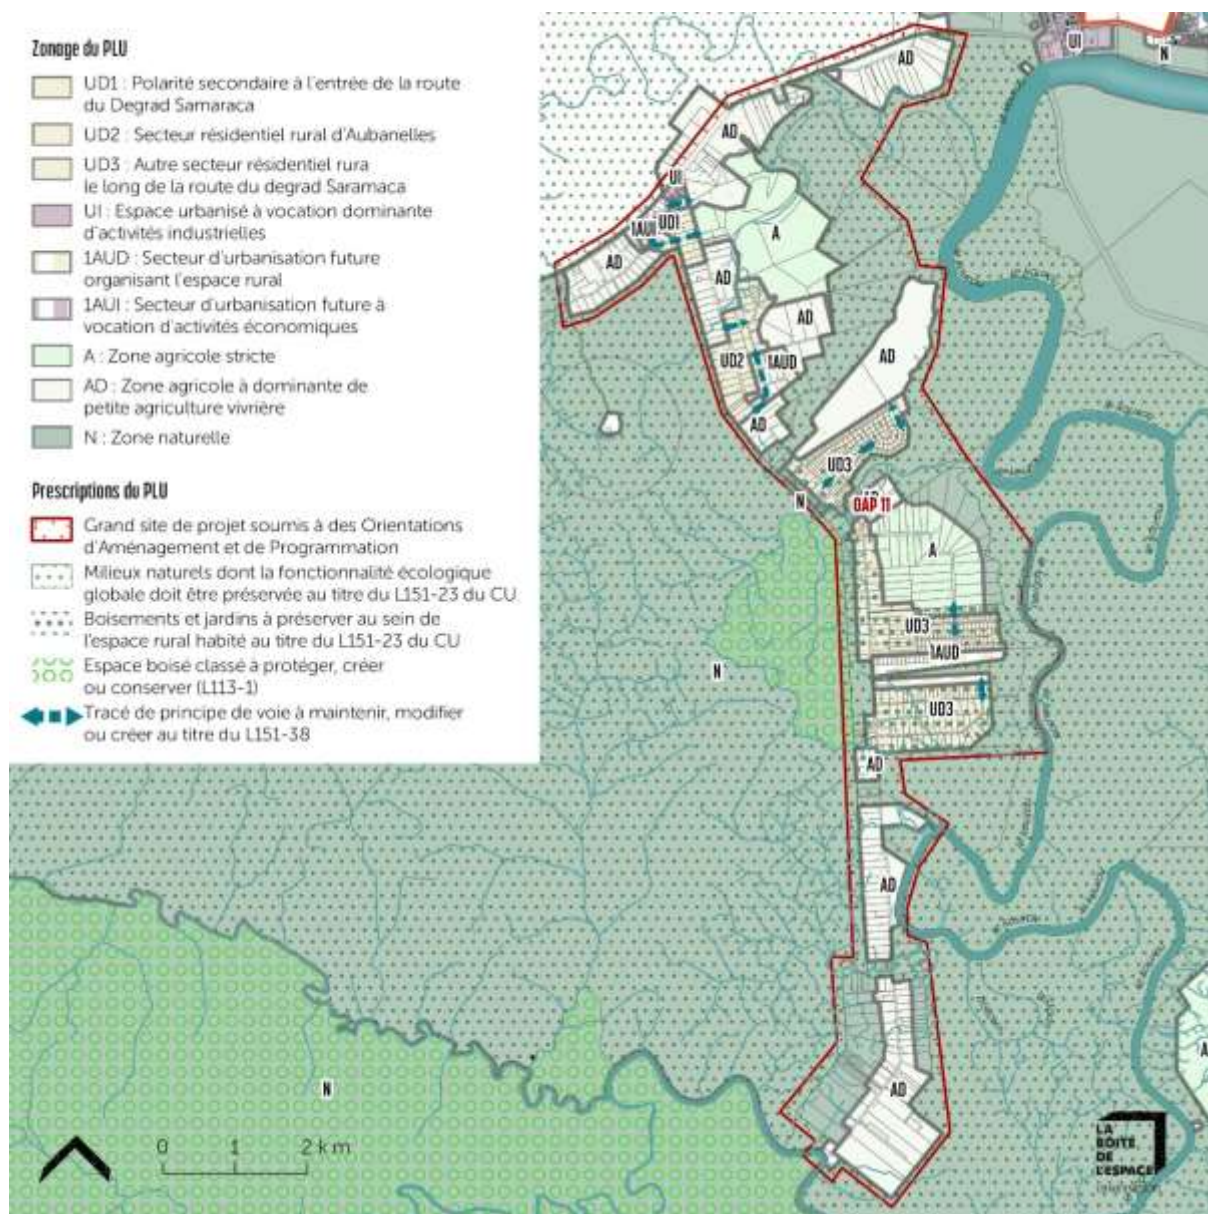 Zonage du PLU
UD1 : Polarité secondaire à l'entrée de la route
du Degrad Samaraca
UD2 : Secteur résidentiel rural d'Aubanelles
UD3 : Autre secteur résidentiel rura
le long de la route du degrad Saramaca
UI : Espace urbanisé à vocation dominante
d'activités industrielles
1AUD : Secteur d'urbanisation future
organisant l'espace rural
1AUI : Secteur d'urbanisation future à
vocation d'activités économiques
A : Zone agricole stricte
AD : Zone agricole à dominante de
petite agriculture vivrière
N : Zone naturelle
Prescriptions du PLU
Grand site de projet soumis à des Orientations
d'Aménagement et de Programmation
Milieux naturels dont la fonctionnalité écologique
globale doit être préservée au titre du L151-23 du CU
Boisements et jardins à préserver au sein de
l'espace rural habité au titre du L151-23 du CU
Espace boisé classé à protéger, créer
ou conserver (L113-1)
Tracé de principe de voie à maintenir, modifier
ou créer au titre du L151-38
UI
N
AD
AD
UI
1AUI
UD1
A
AD
AD
AD
AD
UD2
1AUD
AD
UD3
N
OAP 11
A
UD3
1AUD
N
UD3
AD
AD
AD
N
A
0 1 2 km
LA
BOÎTE
DE
L'ESPACE